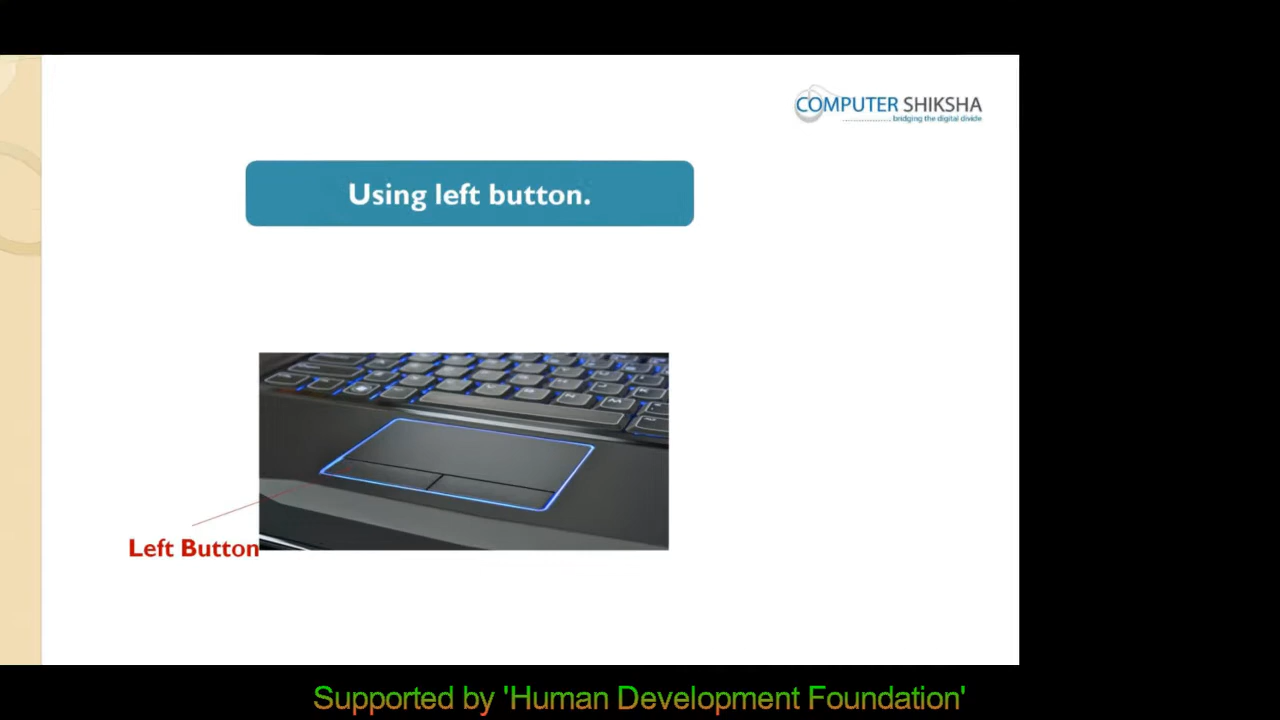 COMPUTER SHIKSHA
bridging the digital divide
Using left button.
Left Button
Supported by 'Human Development Foundation'